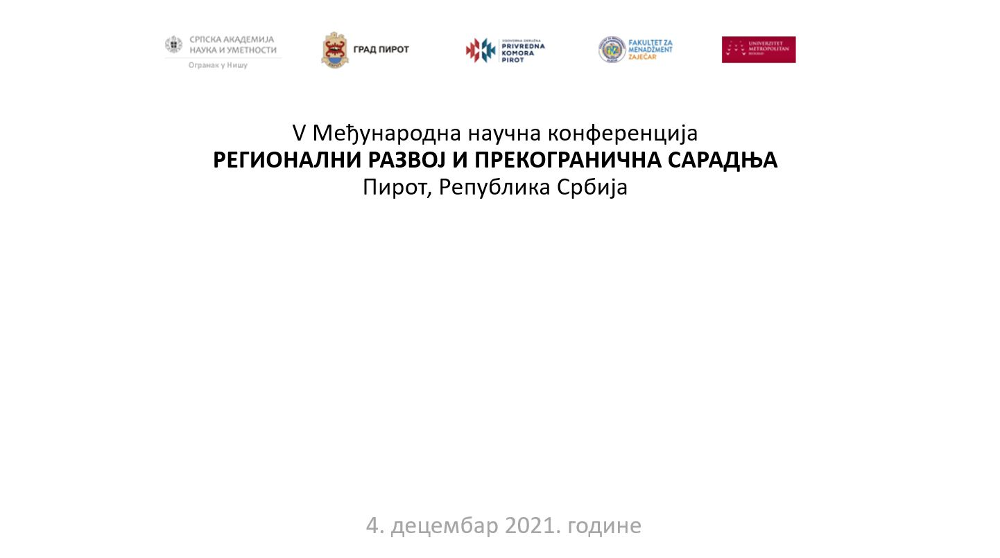 СРПСКА АКАДЕМИЈА
НАУКА И УМЕТНОСТИ
Огранак у Нишу
ГРАД ПИРОТ
PRIVREDNA
KOMORA
PIROT
FAKULTET ZA
MENADŽMENT
ZAJEČAR
UNIVERZITET
METROPOLITAN
V Међународна научна конференција
РЕГИОНАЛНИ РАЗВОЈ И ПРЕКОГРАНИЧНА САРАДЊА
Пирот, Република Србија
4. децембар 2021. године